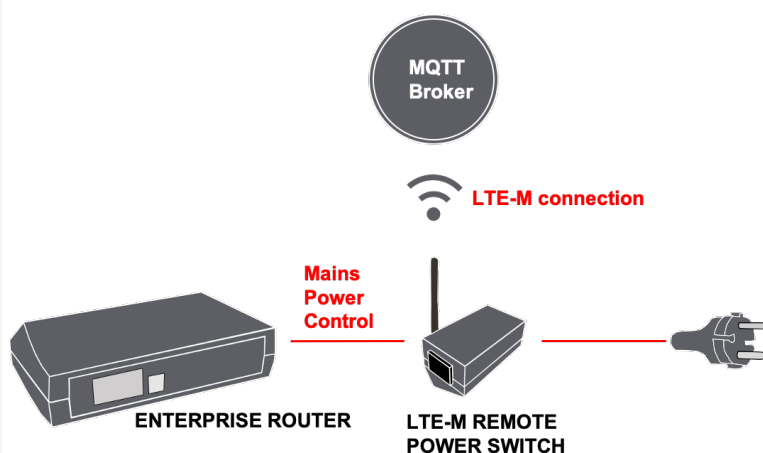 MQTT
Broker
LTE-M connection
Mains
Power
Control
ENTERPRISE ROUTER
LTE-M REMOTE
POWER SWITCH